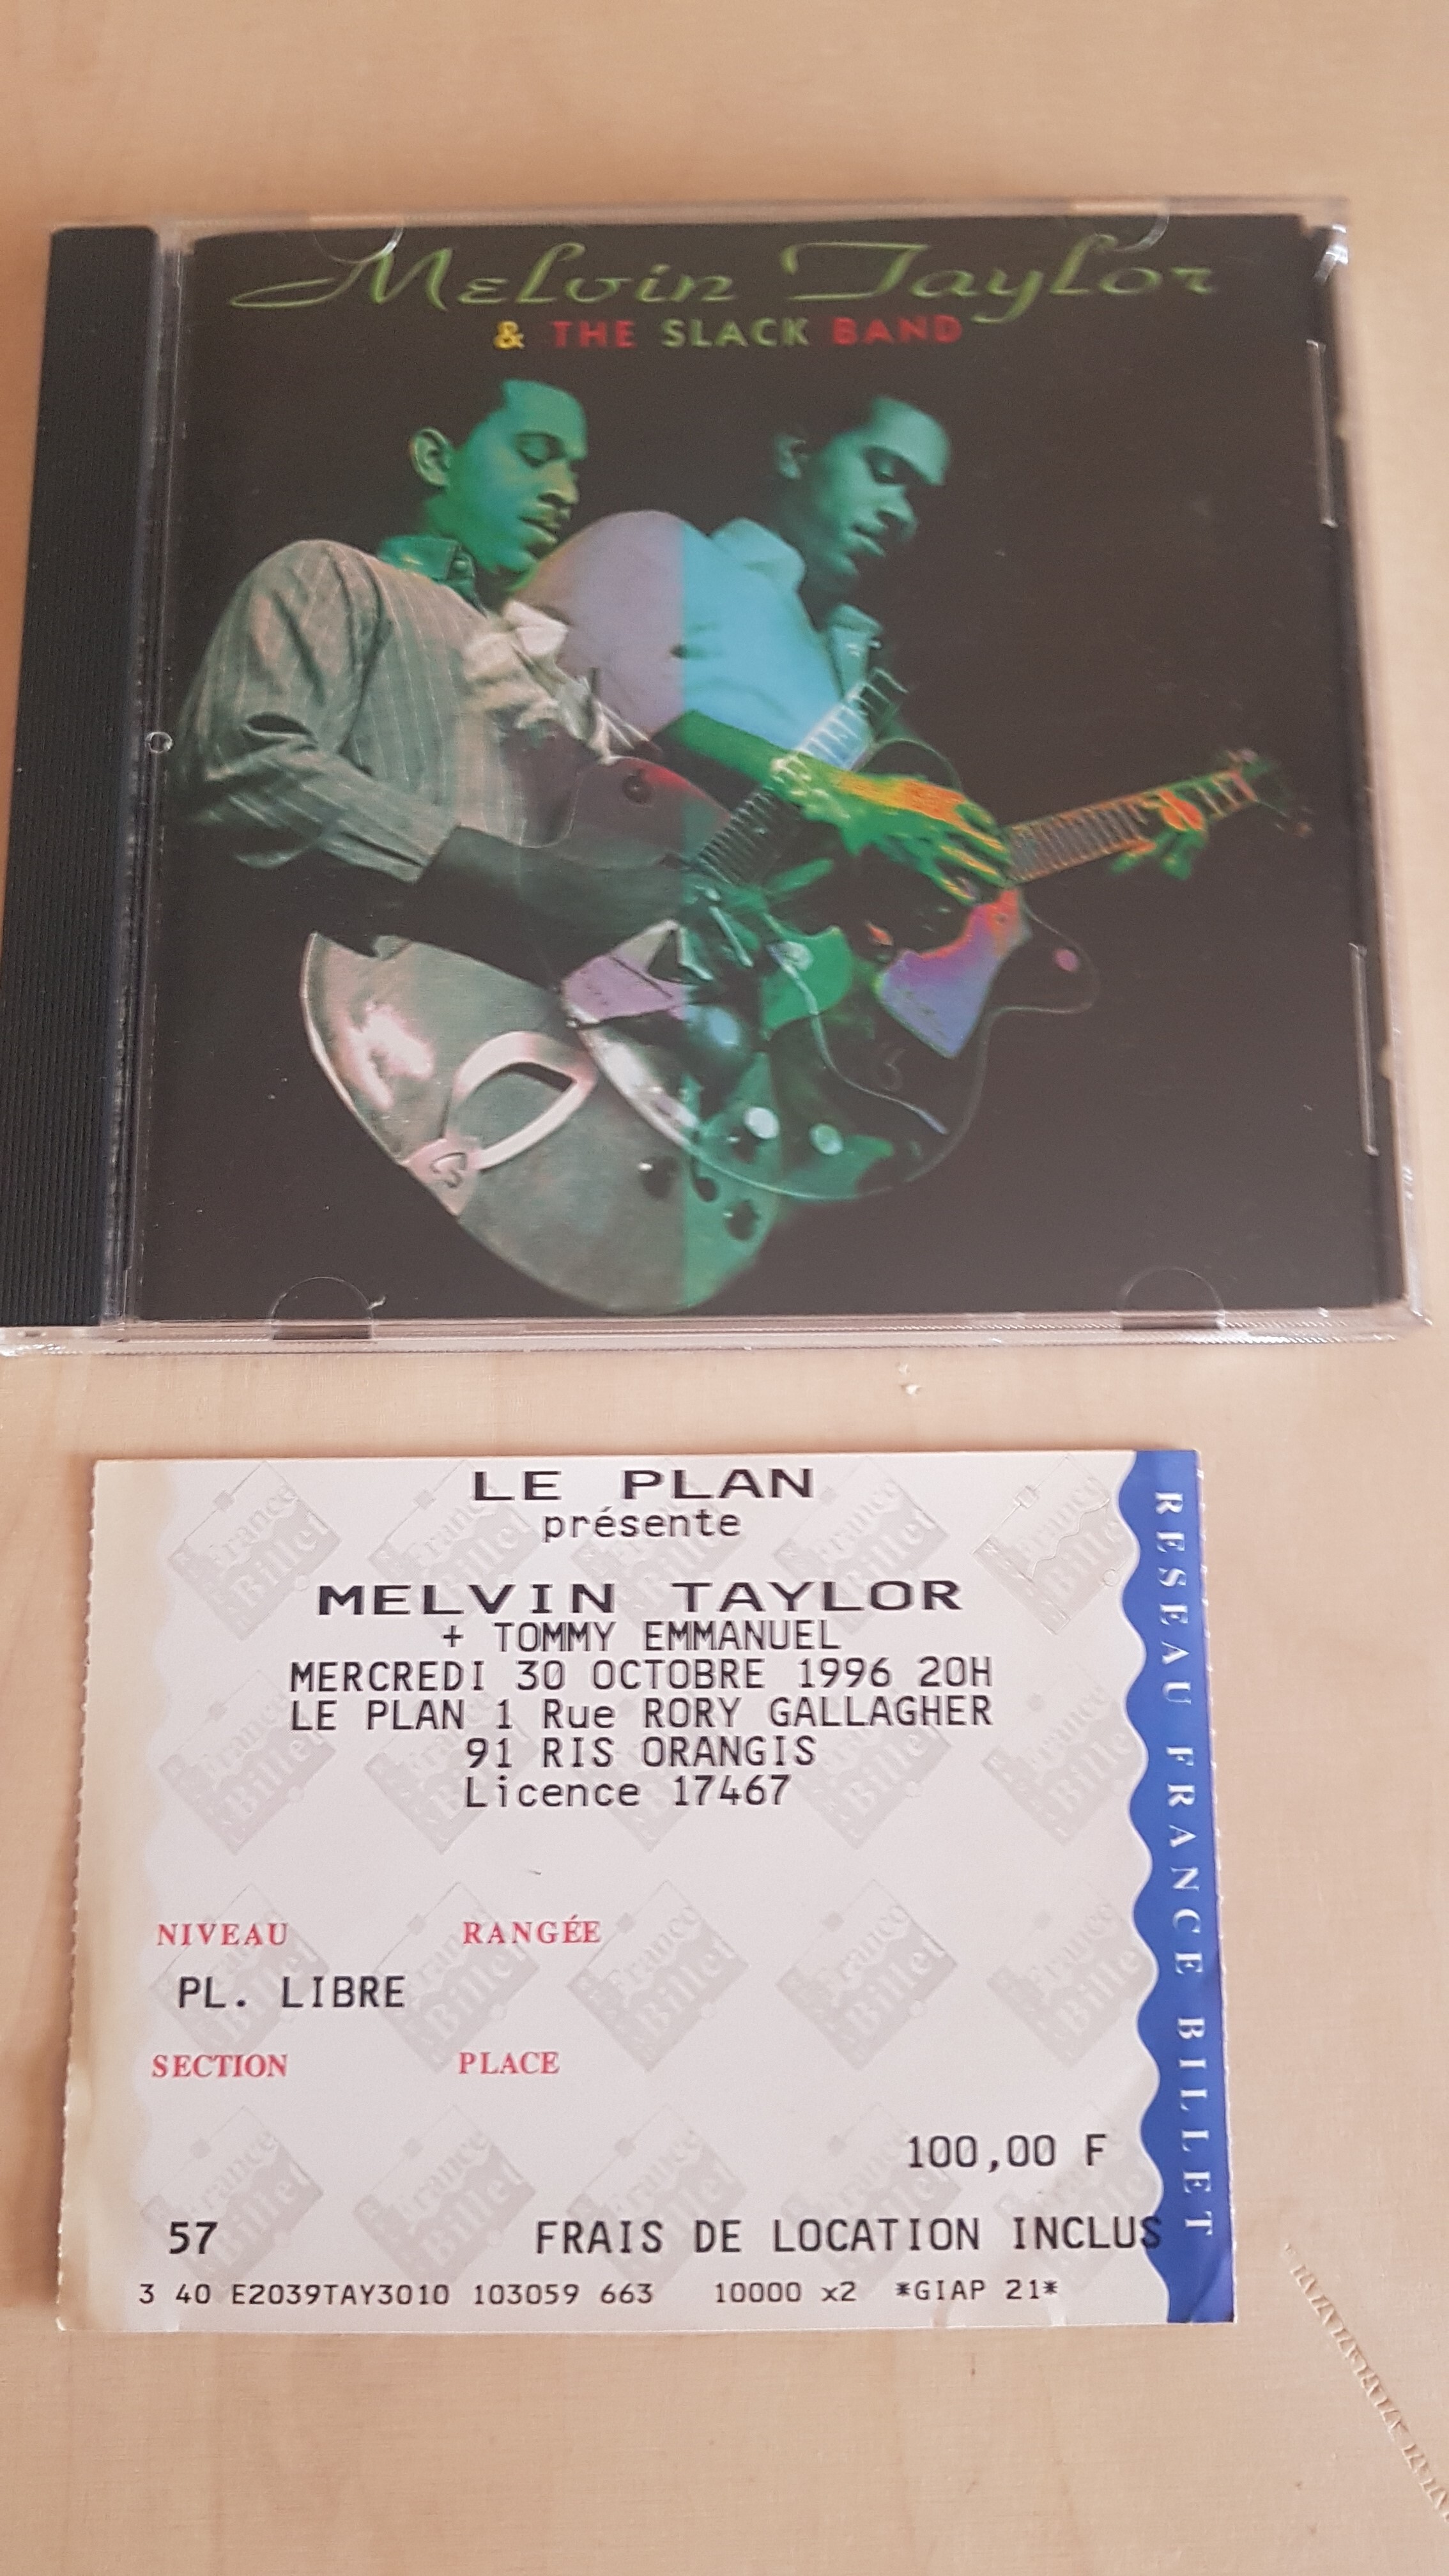 Melvin Taylor
& THE SLACK BAND
LE PLAN
présente
MELVIN TAYLOR
+ TOMMY EMMANUEL
MERCREDI 30 OCTOBRE 1996 20H
LE PLAN 1 Rue RORY GALLAGHER
91 RIS ORANGIS
Licence 17467
NIVEAU RANGÉE
PL. LIBRE
SECTION PLACE
100,00 F
57 FRAIS DE LOCATION INCLUS
3 40 E2039TAY3010 103059 663 10000 x2 *GIAP 21*
RESEAU FRANCE BILLET
France Billet